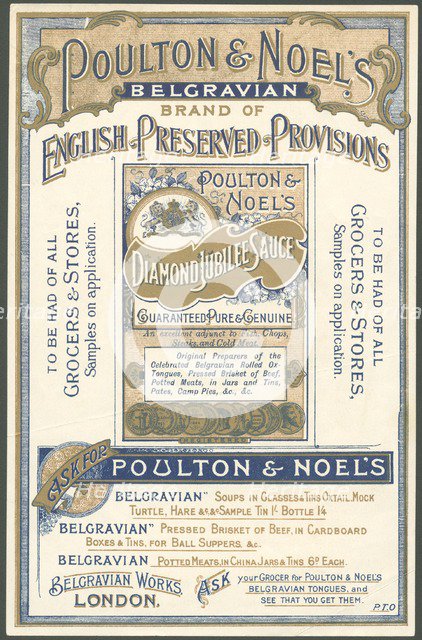 POULTON & NOEL'S
BELGRAVIAN
BRAND OF
ENGLISH PRESERVED PROVISIONS
TO BE HAD OF ALL
GROCERS & STORES,
Samples on application.
POULTON &
NOEL'S
DIAMOND JUBILEE SAUCE
GUARANTEED PURE & GENUINE
An excellent adjunct to Fish, Chops,
Steaks, and Cold Meat.
Original Preparers of the
Celebrated Belgravian Rolled Ox-
Tongues, Pressed Brisket of Beef,
Potted Meats, in Jars and Tins,
Pates, Camp Pies, &c., &c.
TO BE HAD OF ALL
GROCERS & STORES,
Samples on application.
ASK FOR
POULTON & NOEL'S
BELGRAVIAN" SOUPS IN GLASSES & TINS OXTAIL, MOCK
TURTLE, HARE &c &c SAMPLE TIN 1/- BOTTLE 1/4
BELGRAVIAN" PRESSED BRISKET OF BEEF, IN CARDBOARD
BOXES & TINS, FOR BALL SUPPERS, &c.
BELGRAVIAN POTTED MEATS, IN CHINA JARS & TINS 6D EACH.
BELGRAVIAN WORKS,
LONDON.
ASK your GROCER for POULTON & NOEL'S
BELGRAVIAN TONGUES, and
SEE THAT YOU GET THEM.
P.T.O